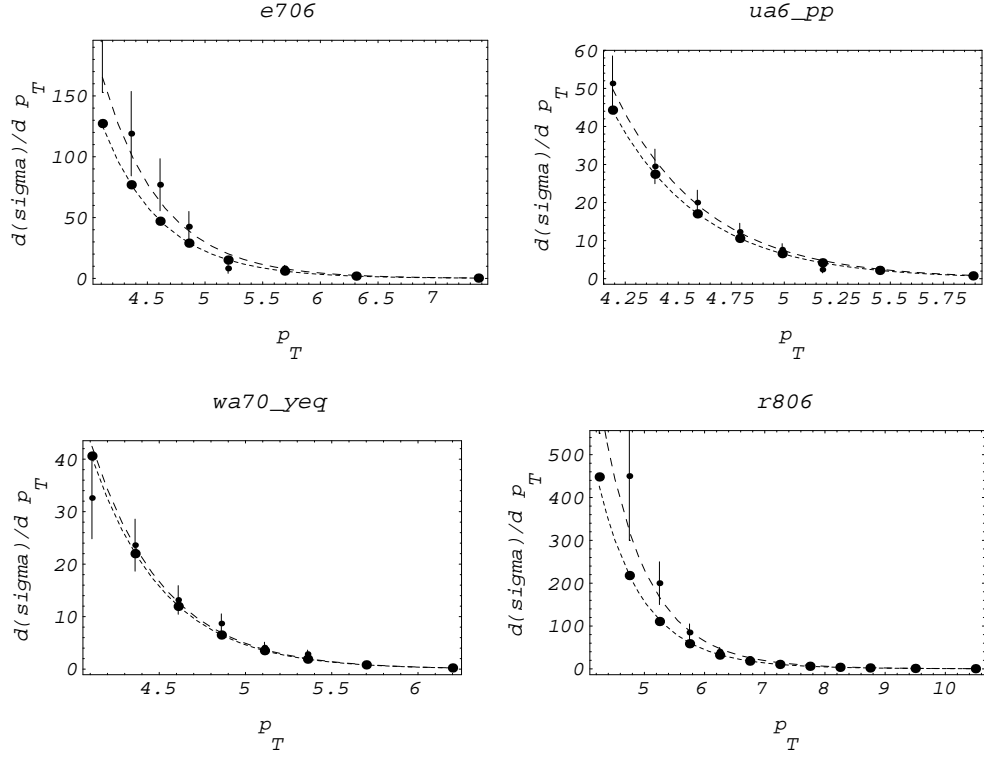 e706
d(sigma)/d p_T
150
100
50
0
4.5 5 5.5 6 6.5 7
p_T
ua6_pp
d(sigma)/d p_T
60
50
40
30
20
10
0
4.25 4.5 4.75 5 5.25 5.5 5.75
p_T
wa70_yeq
d(sigma)/d p_T
40
30
20
10
0
4.5 5 5.5 6
p_T
r806
d(sigma)/d p_T
500
400
300
200
100
0
5 6 7 8 9 10
p_T